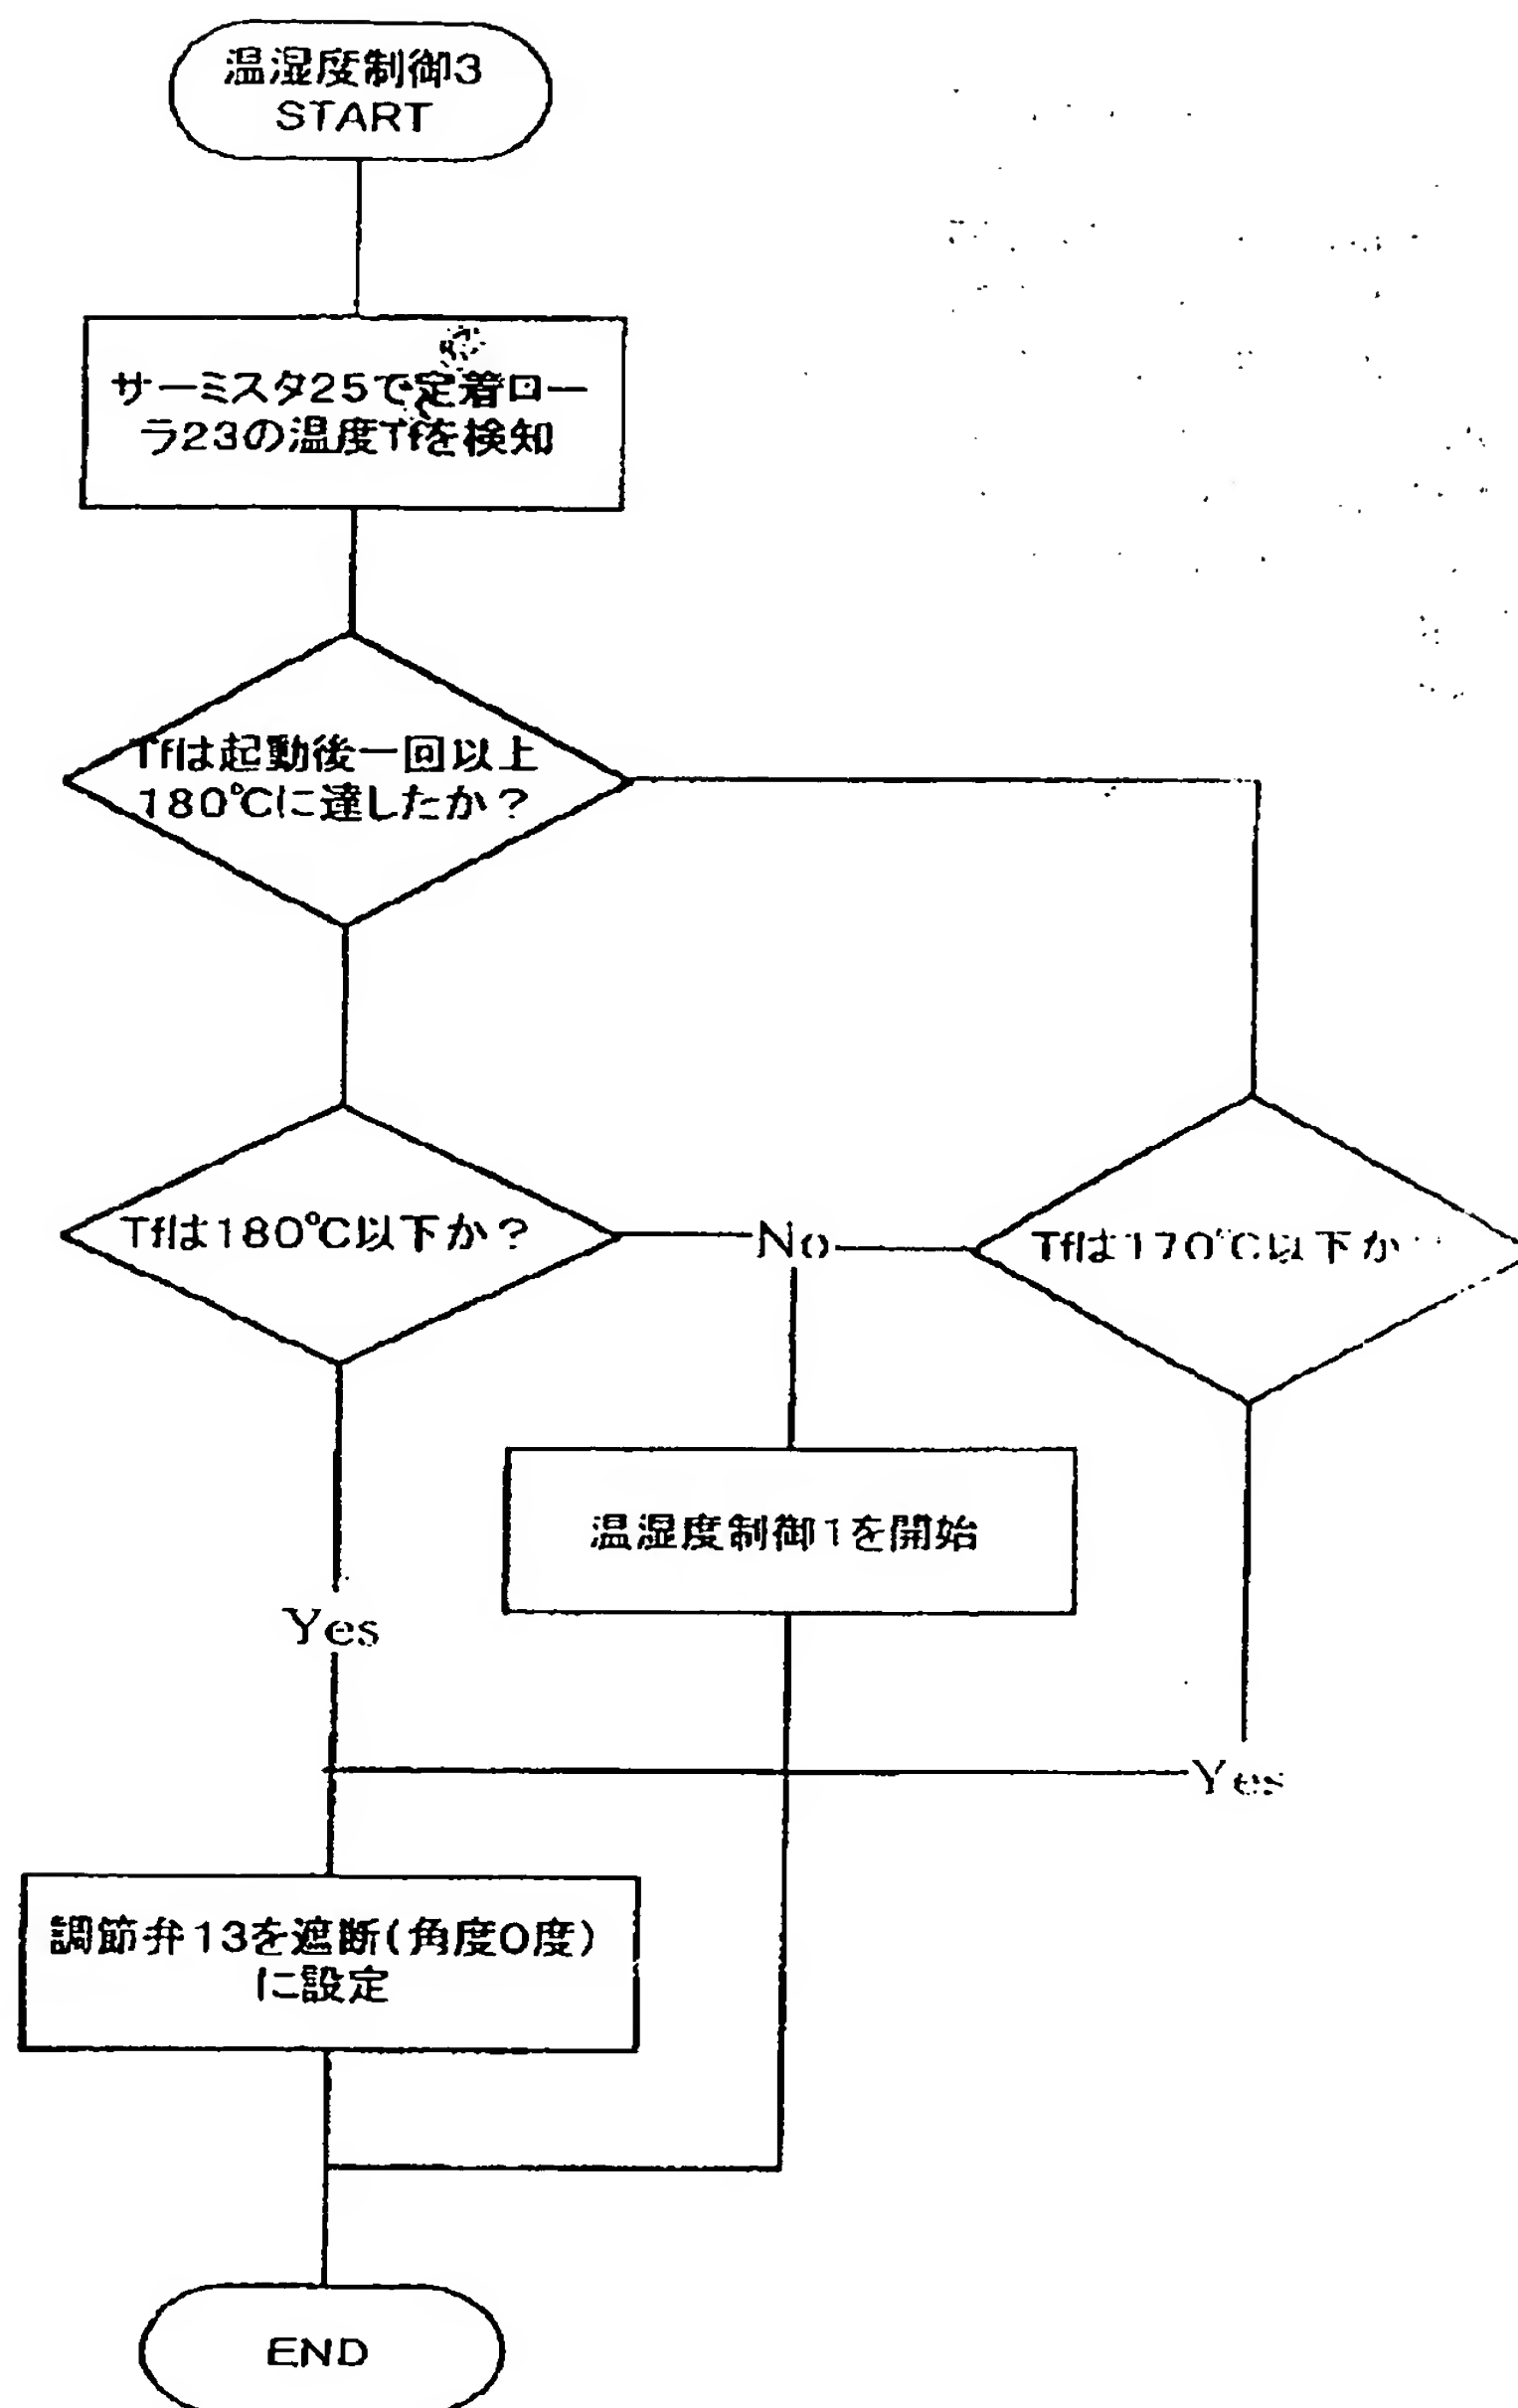 温湿度制御3
START
サーミスタ25で定着ロー
ラ23の温度Tfを検知
Tfは起動後一回以上
180℃に達したか？
Tfは180℃以下か？
No
Tfは170℃以下か
温湿度制御1を開始
Yes
Yes
調節弁13を遮断(角度0度)
に設定
END